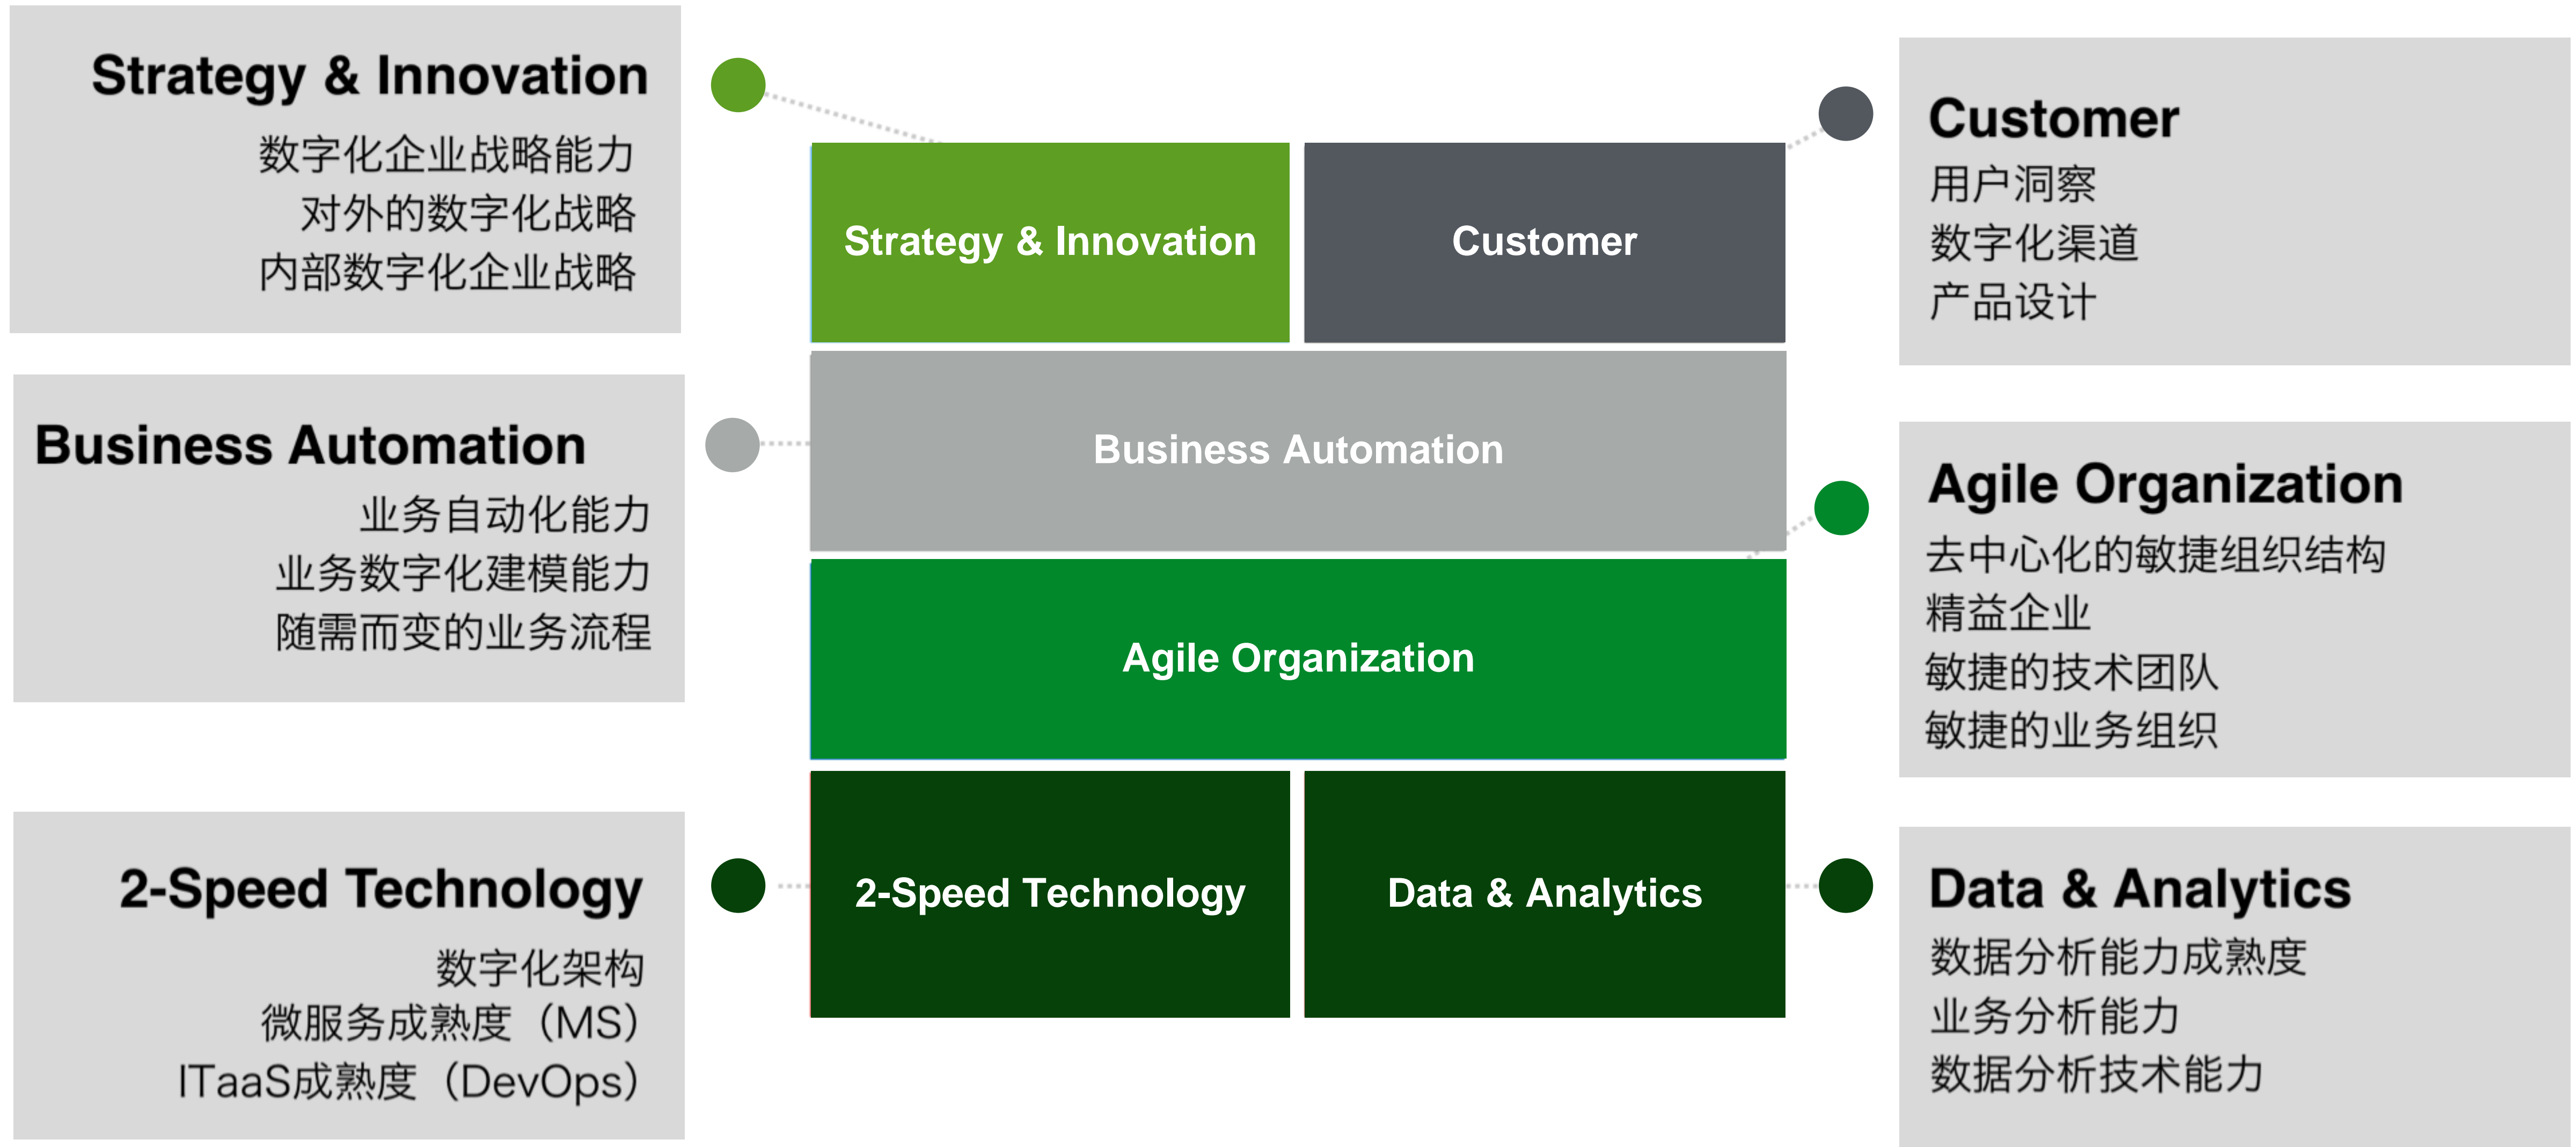 Strategy & Innovation
数字化企业战略能力
对外的数字化战略
内部数字化企业战略
Business Automation
业务自动化能力
业务数字化建模能力
随需而变的业务流程
2-Speed Technology
数字化架构
微服务成熟度（MS）
ITaaS成熟度（DevOps）
Strategy & Innovation
Customer
Business Automation
Agile Organization
2-Speed Technology
Data & Analytics
Customer
用户洞察
数字化渠道
产品设计
Agile Organization
去中心化的敏捷组织结构
精益企业
敏捷的技术团队
敏捷的业务组织
Data & Analytics
数据分析能力成熟度
业务分析能力
数据分析技术能力